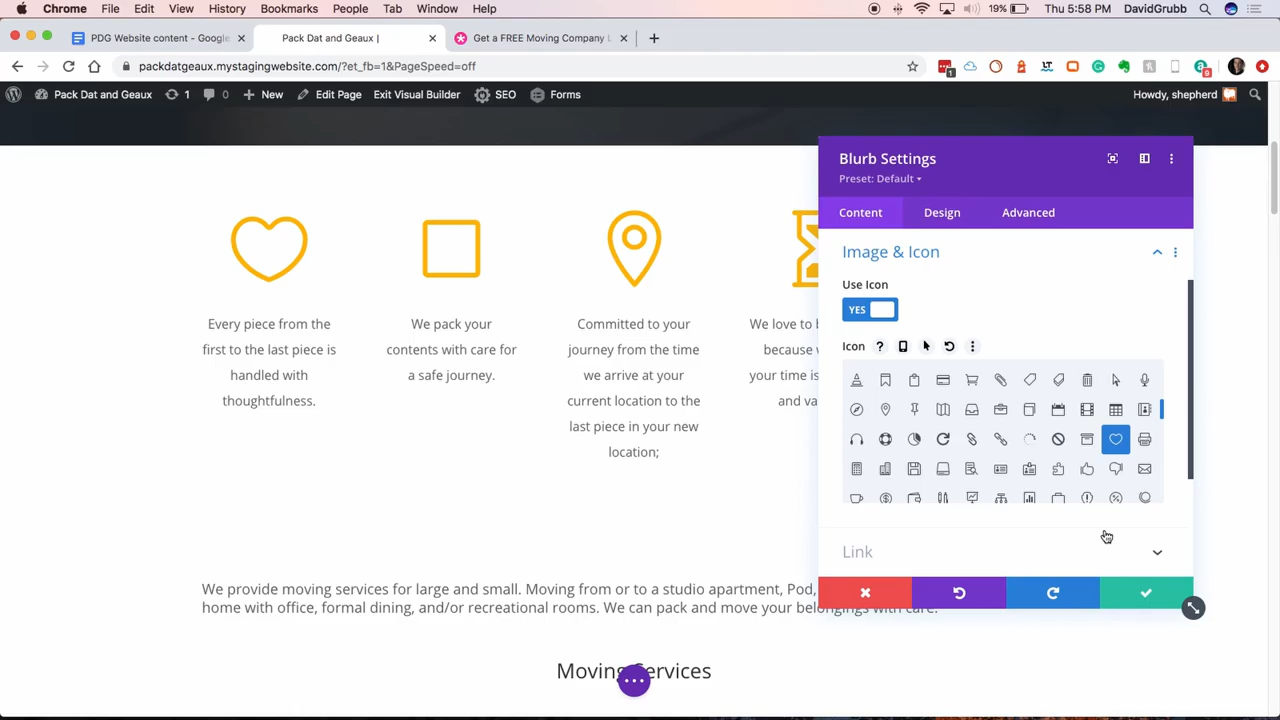 Chrome File Edit View History Bookmarks People Tab Window Help 19% Thu 5:58 PM DavidGrubb
PDG Website content - Google Pack Dat and Geaux | Get a FREE Moving Company
packdatgeaux.mystagingwebsite.com/?et_fb=1&PageSpeed=off
Pack Dat and Geaux 1 New Edit Page Exit Visual Builder SEO Forms Howdy, shepherd
Blurb Settings
Preset: Default
Content Design Advanced
Image & Icon
Use Icon
YES
Icon
Link
Every piece from the
first to the last piece is
handled with
thoughtfulness.
We pack your
contents with care for
a safe journey.
Committed to your
journey from the time
we arrive at your
current location to the
last piece in your new
location;
We love to
because
your time is
and
We provide moving services for large and small. Moving from or to a studio apartment, Pod,
home with office, formal dining, and/or recreational rooms. We can pack and move your belongings with care.
Moving Services